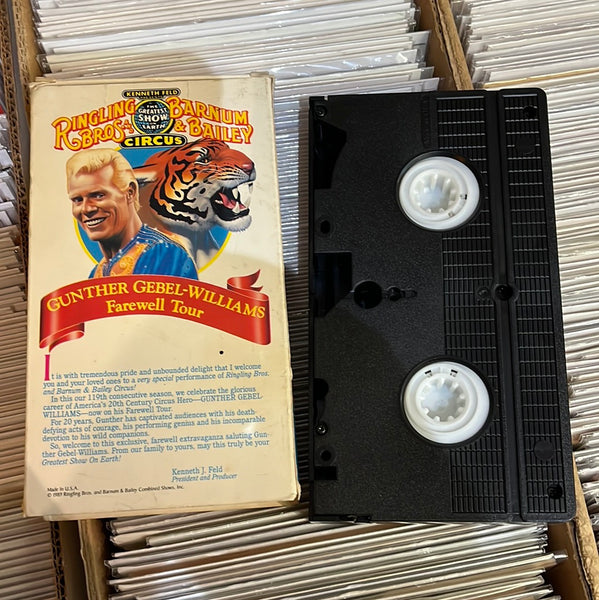 KENNETH FELD
PRESENTS
RINGLING BARNUM
BROS. AND & BAILEY
THE
GREATEST
SHOW
ON
EARTH
CIRCUS
GUNTHER GEBEL-WILLIAMS
Farewell Tour
It is with tremendous pride and unbounded delight that I welcome
you and your loved ones to a very special performance of Ringling Bros.
and Barnum & Bailey Circus!
In this our 119th consecutive season, we celebrate the glorious
career of America's 20th Century Circus Hero—GUNTHER GEBEL
WILLIAMS—now on his Farewell Tour.
For 20 years, Gunther has captivated audiences with his death-
defying acts of courage, his performing genius and his incomparable
devotion to his wild companions.
So, welcome to this exclusive, farewell extravaganza saluting Gun-
ther Gebel-Williams. From our family to yours, may this truly be your
Greatest Show On Earth!
Kenneth J. Feld
President and Producer
Made in U.S.A.
© 1989 Ringling Bros. and Barnum & Bailey Combined Shows, Inc.